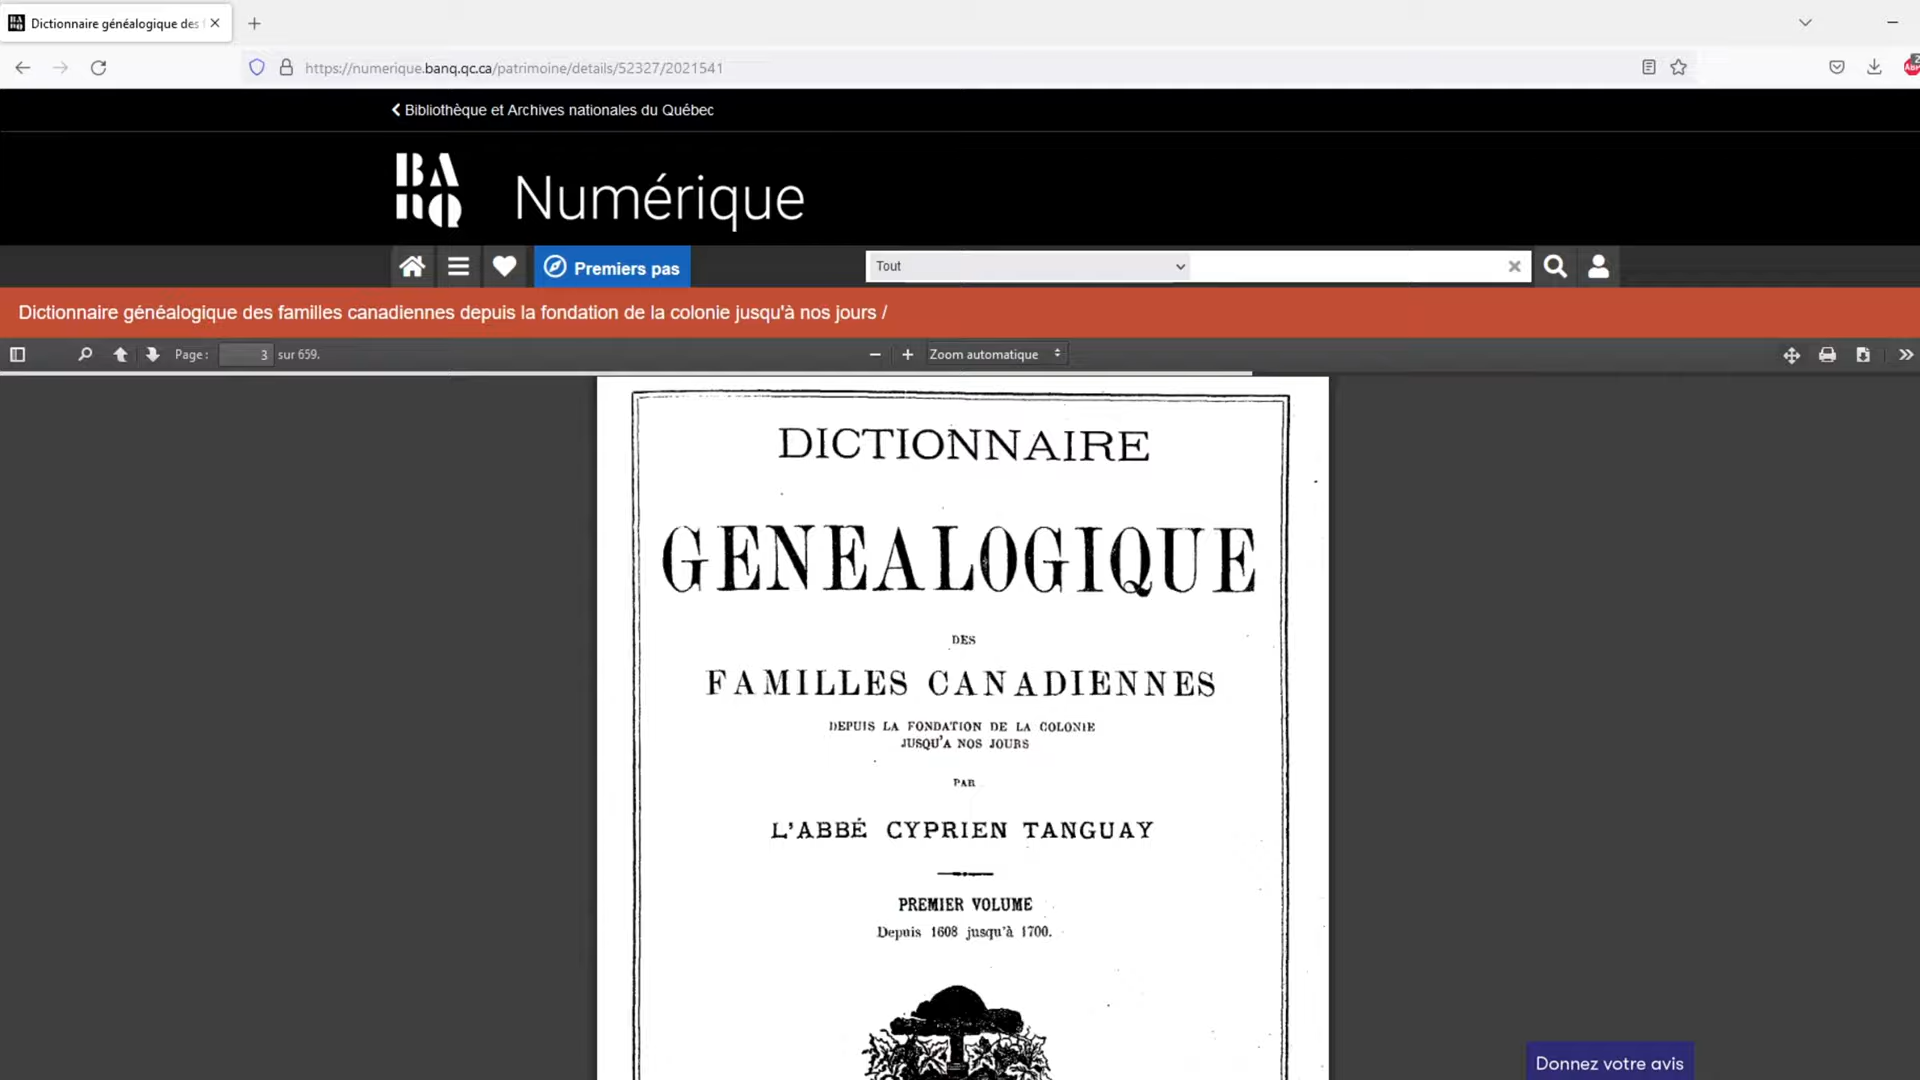 Dictionnaire généalogique des
https://numerique.banq.qc.ca/patrimoine/details/52327/2021541
Bibliothèque et Archives nationales du Québec
BANQ Numérique
Premiers pas
Tout
Dictionnaire généalogique des familles canadiennes depuis la fondation de la colonie jusqu'à nos jours /
Page : 3 sur 659.
Zoom automatique
DICTIONNAIRE
GENEALOGIQUE
DES
FAMILLES CANADIENNES
DEPUIS LA FONDATION DE LA COLONIE
JUSQU'A NOS JOURS
PAR
L'ABBÉ CYPRIEN TANGUAY
PREMIER VOLUME
Depuis 1608 jusqu'à 1700.
Donnez votre avis